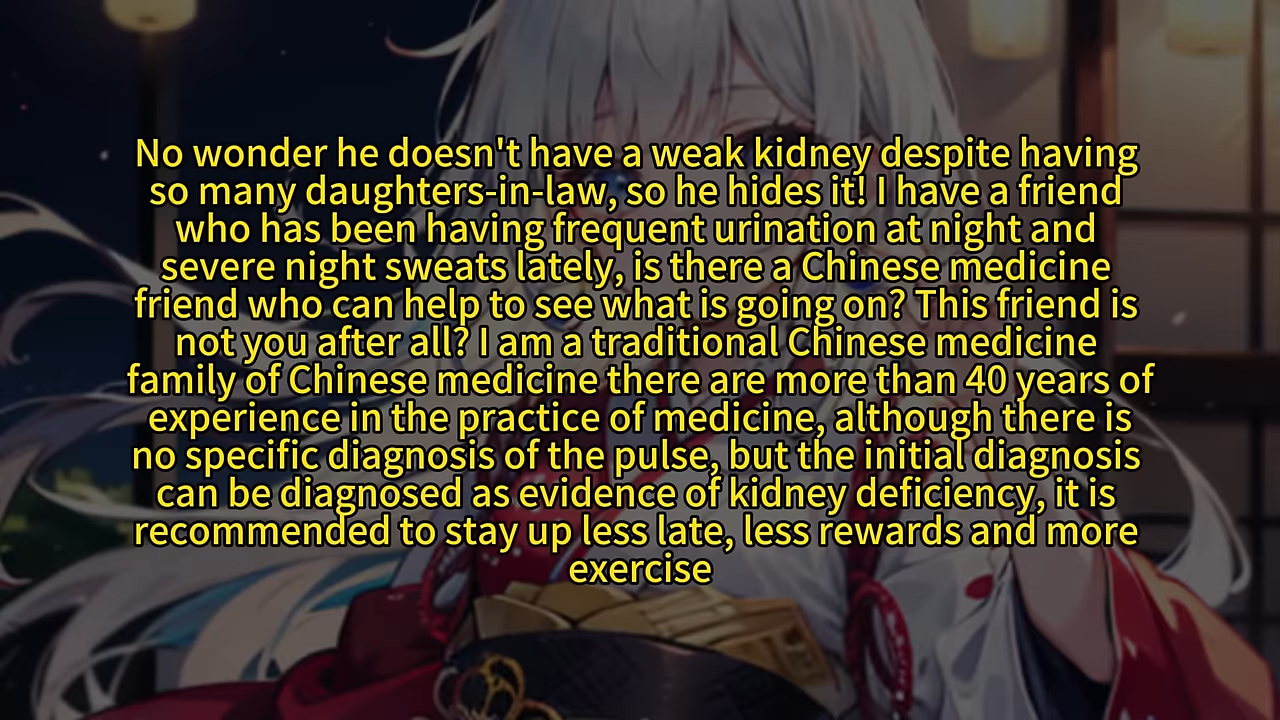 No wonder he doesn't have a weak kidney despite having
so many daughters-in-law, so he hides it! I have a friend
who has been having frequent urination at night and
severe night sweats lately, is there a Chinese medicine
friend who can help to see what is going on? This friend is
not you after all? I am a traditional Chinese medicine
family of Chinese medicine there are more than 40 years of
experience in the practice of medicine, although there is
no specific diagnosis of the pulse, but the initial diagnosis
can be diagnosed as evidence of kidney deficiency, it is
recommended to stay up less late, less rewards and more
exercise